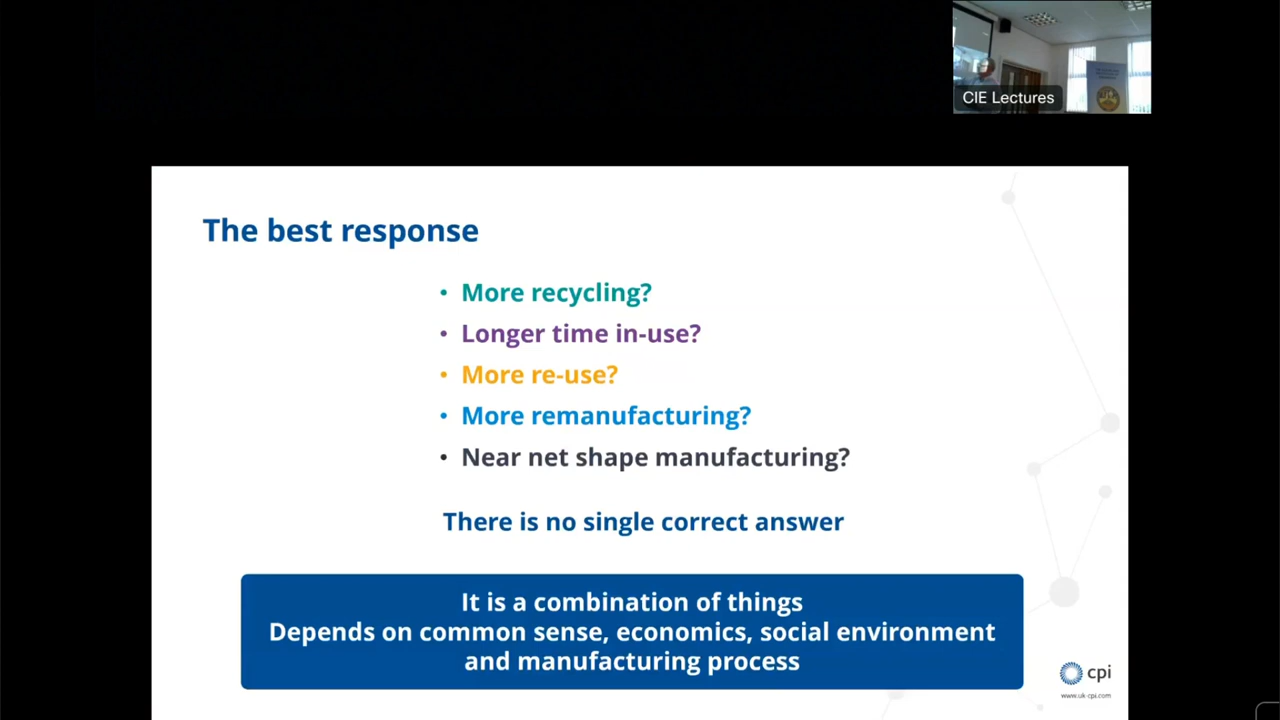 CIE Lectures
The best response
• More recycling?
• Longer time in-use?
• More re-use?
• More remanufacturing?
• Near net shape manufacturing?
There is no single correct answer
It is a combination of things
Depends on common sense, economics, social environment
and manufacturing process
cpi
www.uk-cpi.com